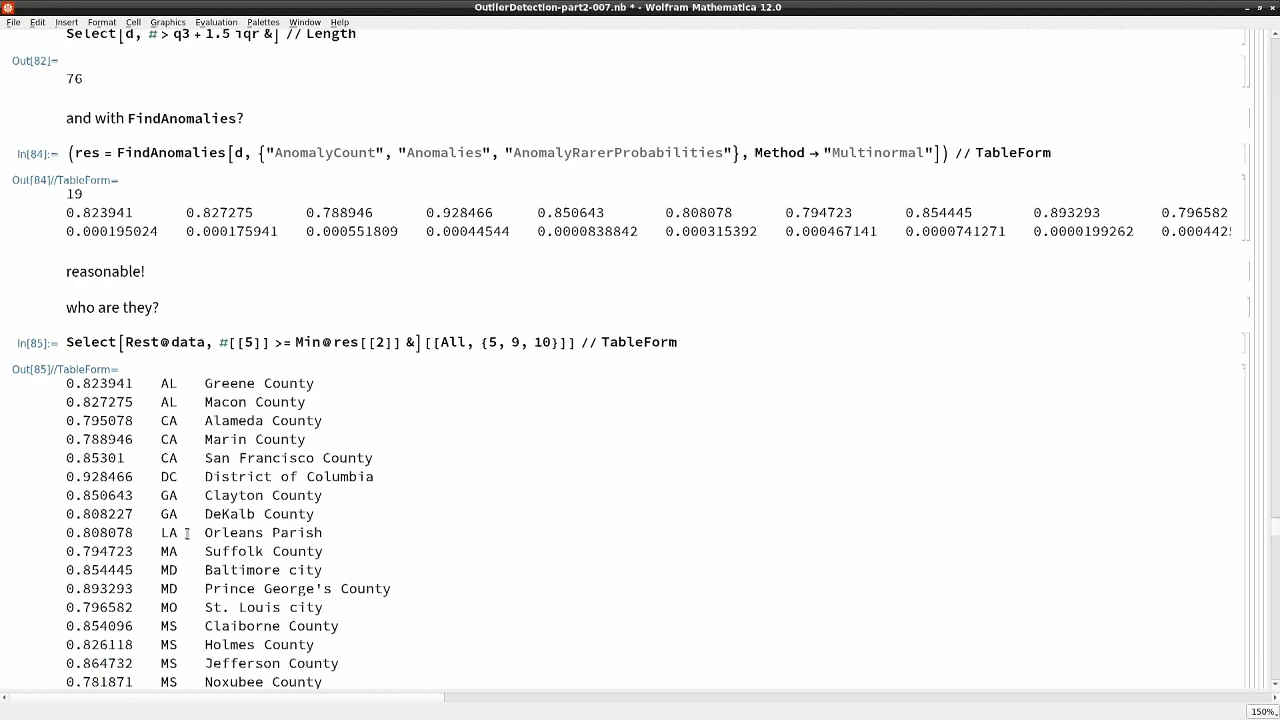 OutilerDetection-part2-007.nb * - Wolfram Mathematica 12.0
File Edit Insert Format Cell Graphics Evaluation Palettes Window Help
Select[d, # > q3 + 1.5 iqr &] // Length
Out[82]=
76
and with FindAnomalies?
In[84]:= (res = FindAnomalies[d, {"AnomalyCount", "Anomalies", "AnomalyRarerProbabilities"}, Method → "Multinormal"]) // TableForm
Out[84]//TableForm=
19
0.823941 0.827275 0.788946 0.928466 0.850643 0.808078 0.794723 0.854445 0.893293 0.796582
0.000195024 0.000175941 0.000551809 0.00044544 0.0000838842 0.000315392 0.000467141 0.0000741271 0.0000199262 0.000442
reasonable!
who are they?
In[85]:= Select[Rest@data, #[[5]] >= Min@res[[2]] &][[All, {5, 9, 10}]] // TableForm
Out[85]//TableForm=
0.823941 AL Greene County
0.827275 AL Macon County
0.795078 CA Alameda County
0.788946 CA Marin County
0.85301 CA San Francisco County
0.928466 DC District of Columbia
0.850643 GA Clayton County
0.808227 GA DeKalb County
0.808078 LA Orleans Parish
0.794723 MA Suffolk County
0.854445 MD Baltimore city
0.893293 MD Prince George's County
0.796582 MO St. Louis city
0.854096 MS Claiborne County
0.826118 MS Holmes County
0.864732 MS Jefferson County
0.781871 MS Noxubee County
150%